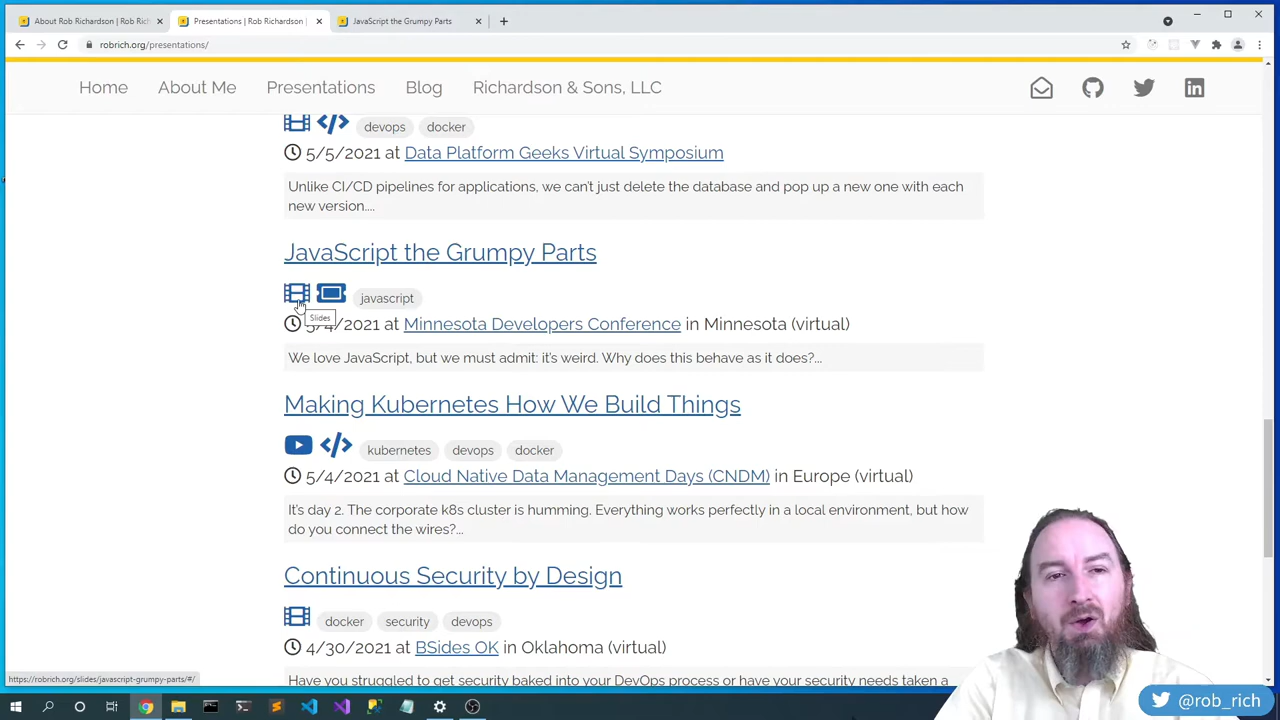 About Rob Richardson | Rob Rich
Presentations | Rob Richardson |
JavaScript the Grumpy Parts
robrich.org/presentations/
Home About Me Presentations Blog Richardson & Sons, LLC
devops docker
5/5/2021 at Data Platform Geeks Virtual Symposium
Unlike CI/CD pipelines for applications, we can't just delete the database and pop up a new one with each
new version....
JavaScript the Grumpy Parts
javascript
Slides
5/4/2021 at Minnesota Developers Conference in Minnesota (virtual)
We love JavaScript, but we must admit: it's weird. Why does this behave as it does?...
Making Kubernetes How We Build Things
kubernetes devops docker
5/4/2021 at Cloud Native Data Management Days (CNDM) in Europe (virtual)
It's day 2. The corporate k8s cluster is humming. Everything works perfectly in a local environment, but how
do you connect the wires?...
Continuous Security by Design
docker security devops
4/30/2021 at BSides OK in Oklahoma (virtual)
Have you struggled to get security baked into your DevOps process or have your security needs taken a
https://robrich.org/slides/javascript-grumpy-parts/#/
@rob_rich